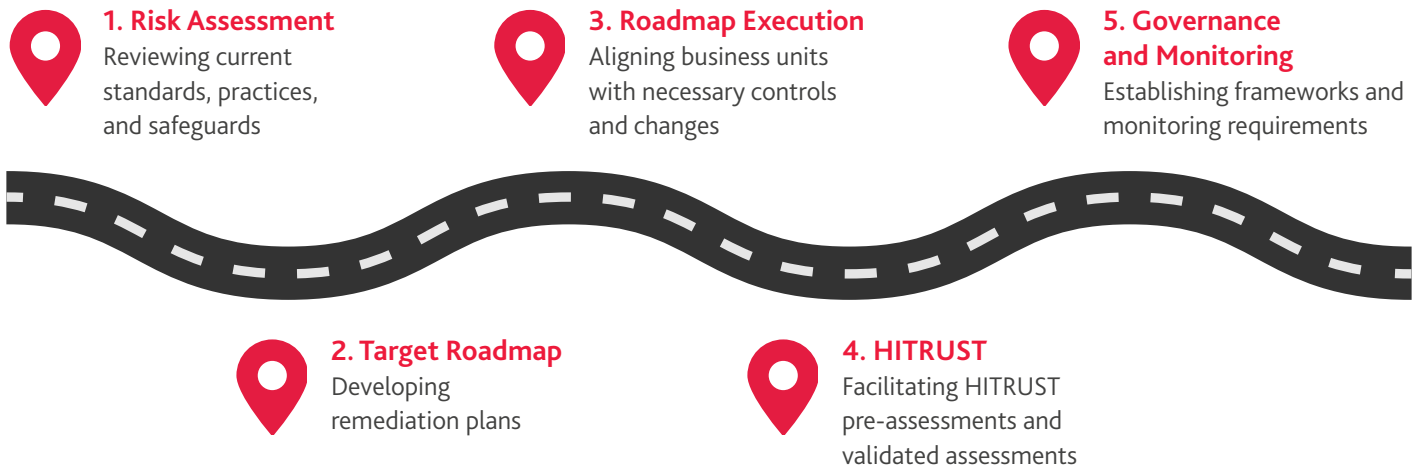 1. Risk Assessment
Reviewing current
standards, practices,
and safeguards
2. Target Roadmap
Developing
remediation plans
3. Roadmap Execution
Aligning business units
with necessary controls
and changes
4. HITRUST
Facilitating HITRUST
pre-assessments and
validated assessments
5. Governance
and Monitoring
Establishing frameworks and
monitoring requirements